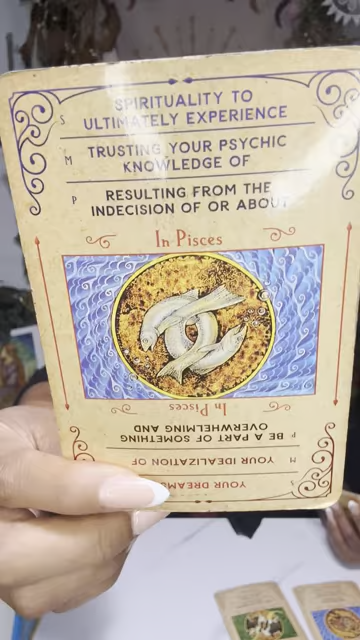 S SPIRITUALITY TO
ULTIMATELY EXPERIENCE
M TRUSTING YOUR PSYCHIC
KNOWLEDGE OF
P RESULTING FROM THE
INDECISION OF OR ABOUT
In Pisces
In Pisces
P BE A PART OF SOMETHING
OVERWHELMING AND
M YOUR IDEALIZATION OF
YOUR DREAMS